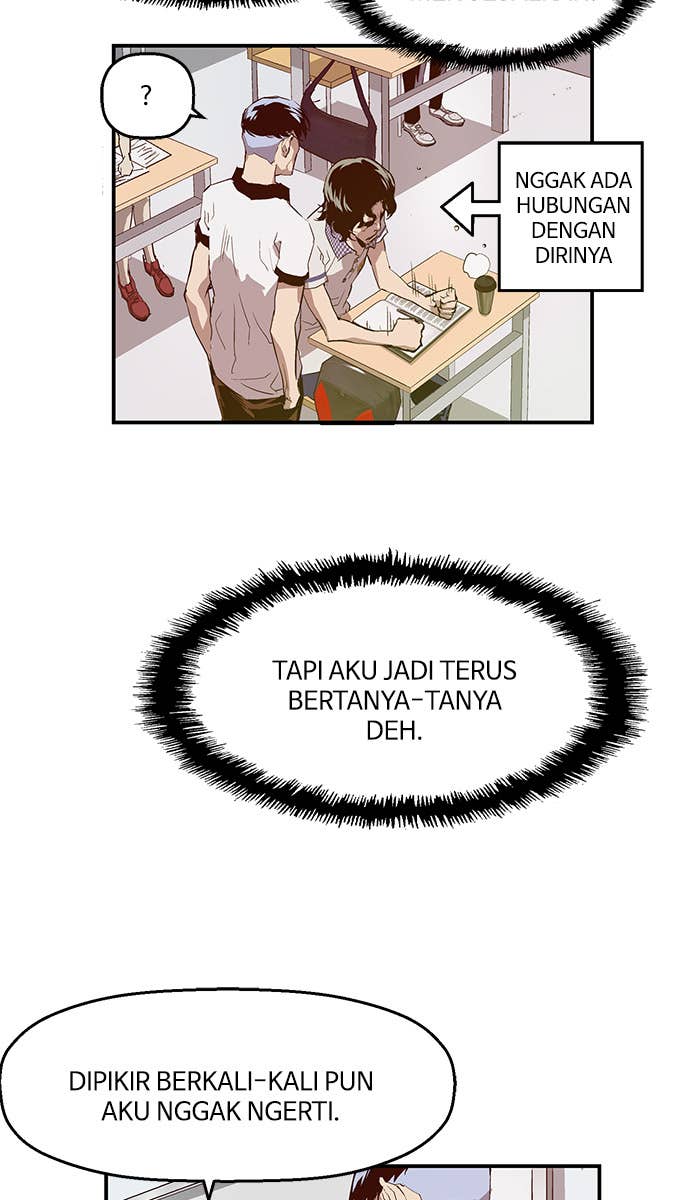 ?
NGGAK ADA
HUBUNGAN
DENGAN
DIRINYA
TAPI AKU JADI TERUS
BERTANYA-TANYA
DEH.
DIPIKIR BERKALI-KALI PUN
AKU NGGAK NGERTI.